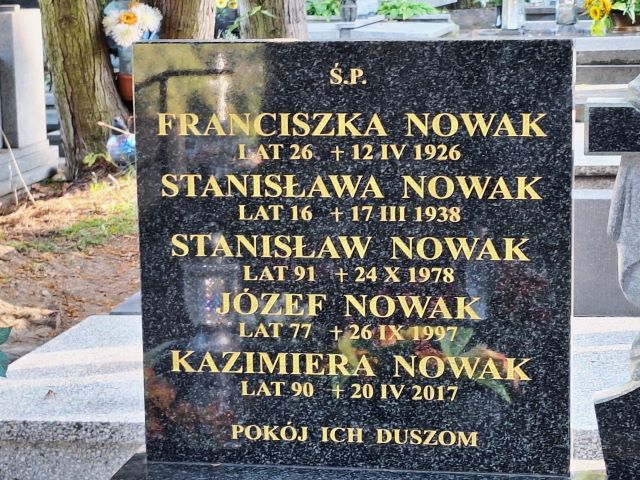 Ś.P.
FRANCISZKA NOWAK
LAT 26 + 12 IV 1926
STANISŁAWA NOWAK
LAT 16 + 17 III 1938
STANISŁAW NOWAK
LAT 91 + 24 X 1978
JÓZEF NOWAK
LAT 77 + 26 IX 1997
KAZIMIERA NOWAK
LAT 90 + 20 IV 2017
POKÓJ ICH DUSZOM